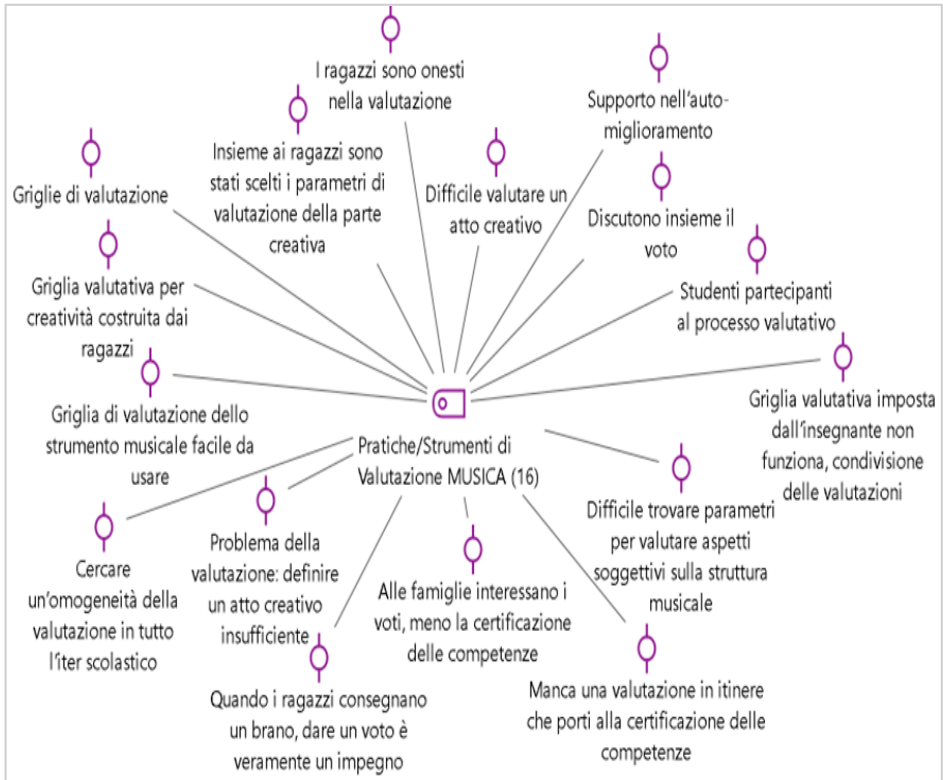 I ragazzi sono onesti
nella valutazione
Supporto nell'auto-
miglioramento
Insieme ai ragazzi sono
stati scelti i parametri di
valutazione della parte
creativa
Griglie di valutazione
Difficile valutare un
atto creativo
Discutono insieme il
voto
Griglia valutativa per
creatività costruita dai
ragazzi
Studenti partecipanti
al processo valutativo
Griglia di valutazione dello
strumento musicale facile da
usare
Griglia valutativa imposta
dall'insegnante non
funziona, condivisione
delle valutazioni
Pratiche/Strumenti di
Valutazione MUSICA (16)
Difficile trovare parametri
per valutare aspetti
soggettivi sulla struttura
musicale
Cercare
un'omogeneità della
valutazione in tutto
l'iter scolastico
Problema della
valutazione: definire
un atto creativo
insufficiente
Alle famiglie interessano i
voti, meno la certificazione
delle competenze
Quando i ragazzi consegnano
un brano, dare un voto è
veramente un impegno
Manca una valutazione in itinere
che porti alla certificazione delle
competenze